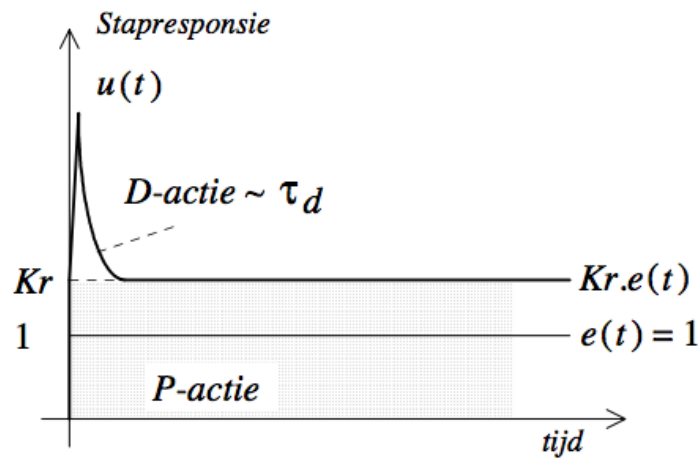 Stapresponsie
u(t)
D-actie ~ τd
Kr
Kr.e(t)
1
e(t) = 1
P-actie
tijd